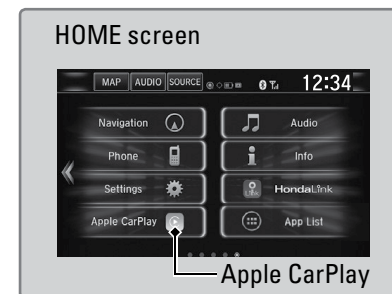 HOME screen
MAP AUDIO SOURCE 12:34
Navigation Audio
Phone Info
Settings HondaLink
Apple CarPlay App List
Apple CarPlay